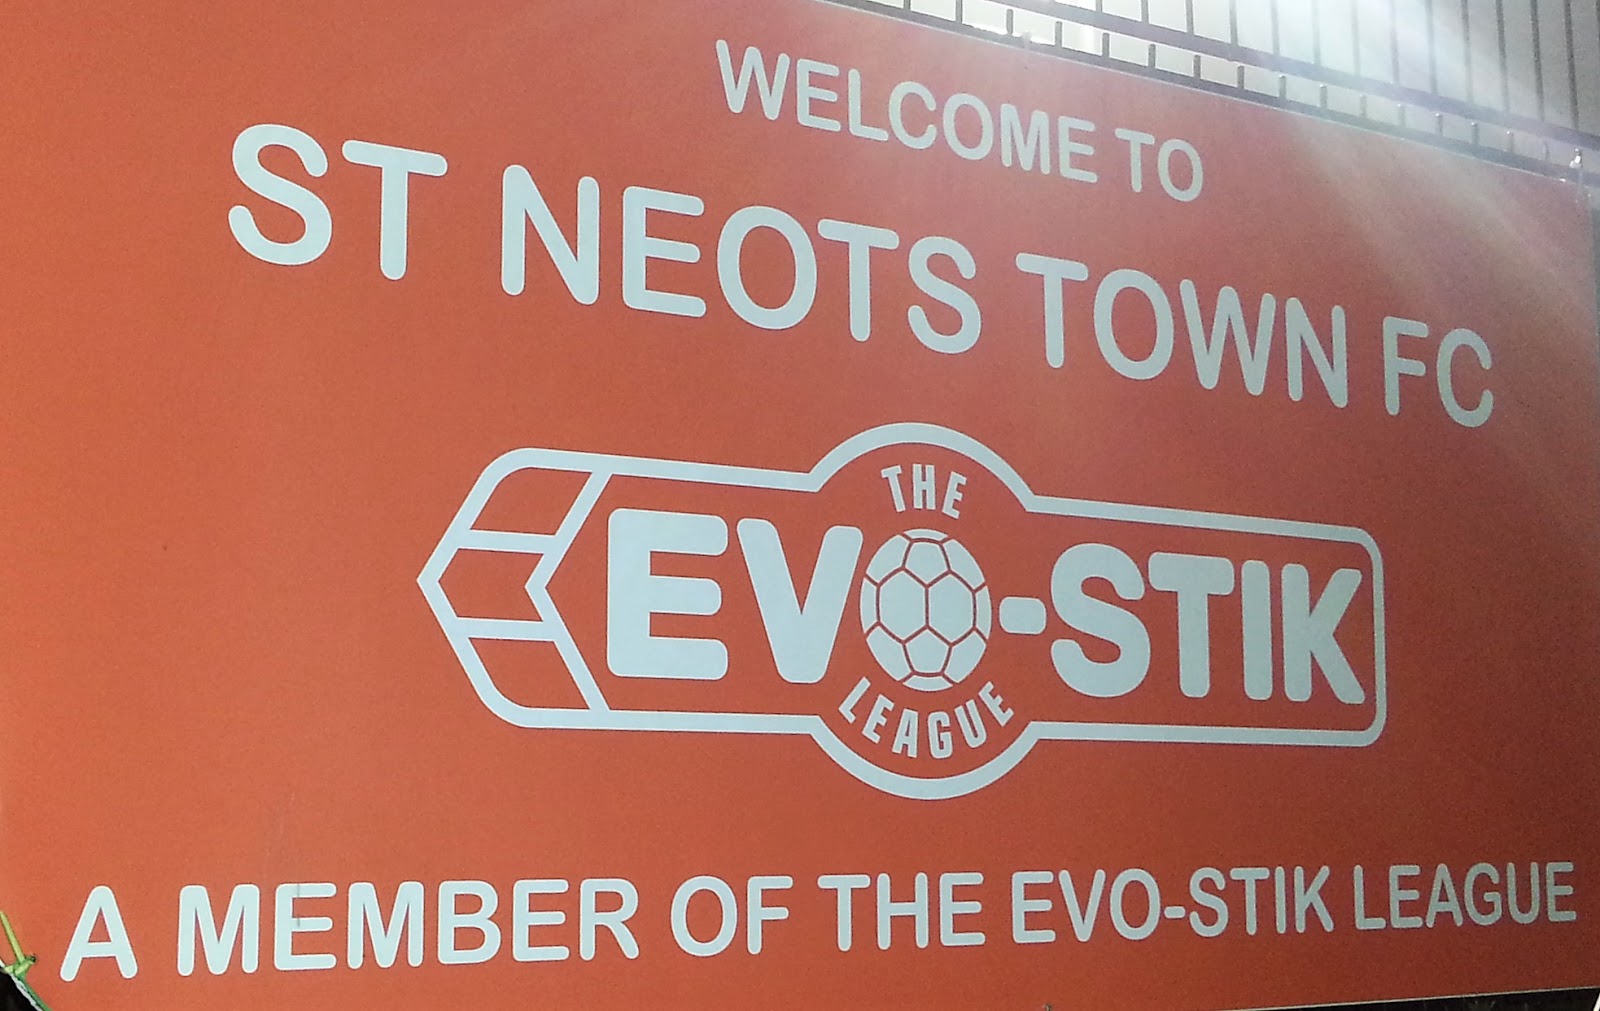 WELCOME TO
ST NEOTS TOWN FC
THE
EVO-STIK
LEAGUE
A MEMBER OF THE EVO-STIK LEAGUE